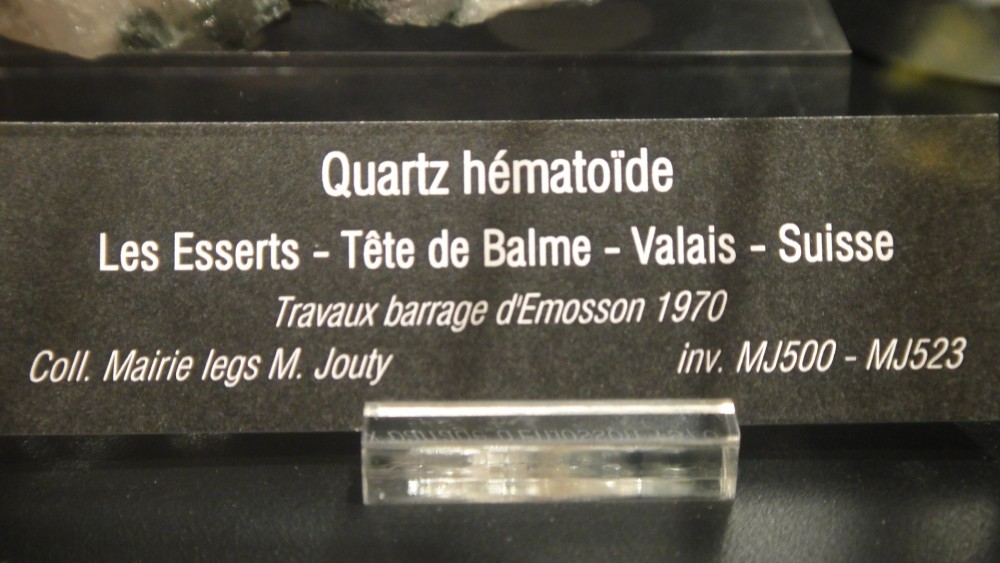 Quartz hématoïde
Les Esserts - Tête de Balme - Valais - Suisse
Travaux barrage d'Emosson 1970
Coll. Mairie legs M. Jouty inv. MJ500 - MJ523